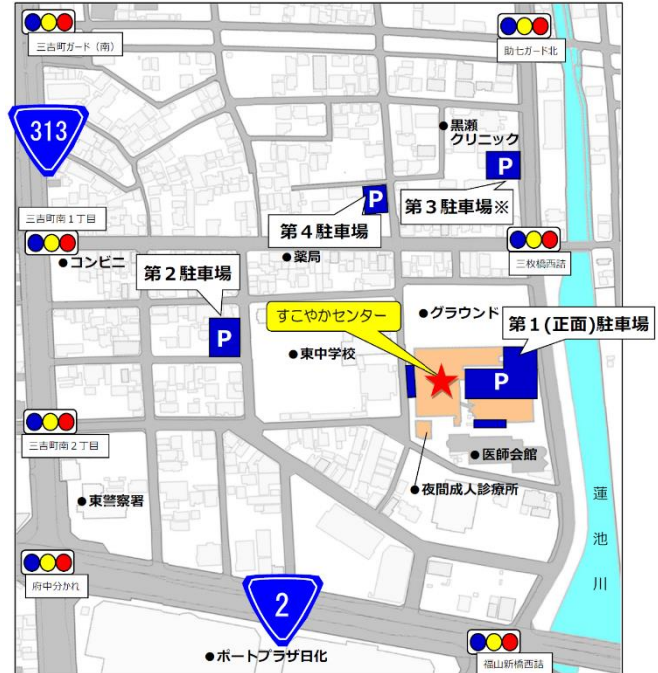 三吉町ガード（南）
助七ガード北
313
黒瀬
クリニック
P
P
第３駐車場※
第４駐車場
三吉町南１丁目
三枚橋西詰
コンビニ
薬局
第２駐車場
すこやかセンター
グラウンド
第１(正面)駐車場
P
東中学校
P
三吉町南２丁目
医師会館
夜間成人診療所
東警察署
蓮池川
府中分かれ
2
ポートプラザ日化
福山新橋西詰